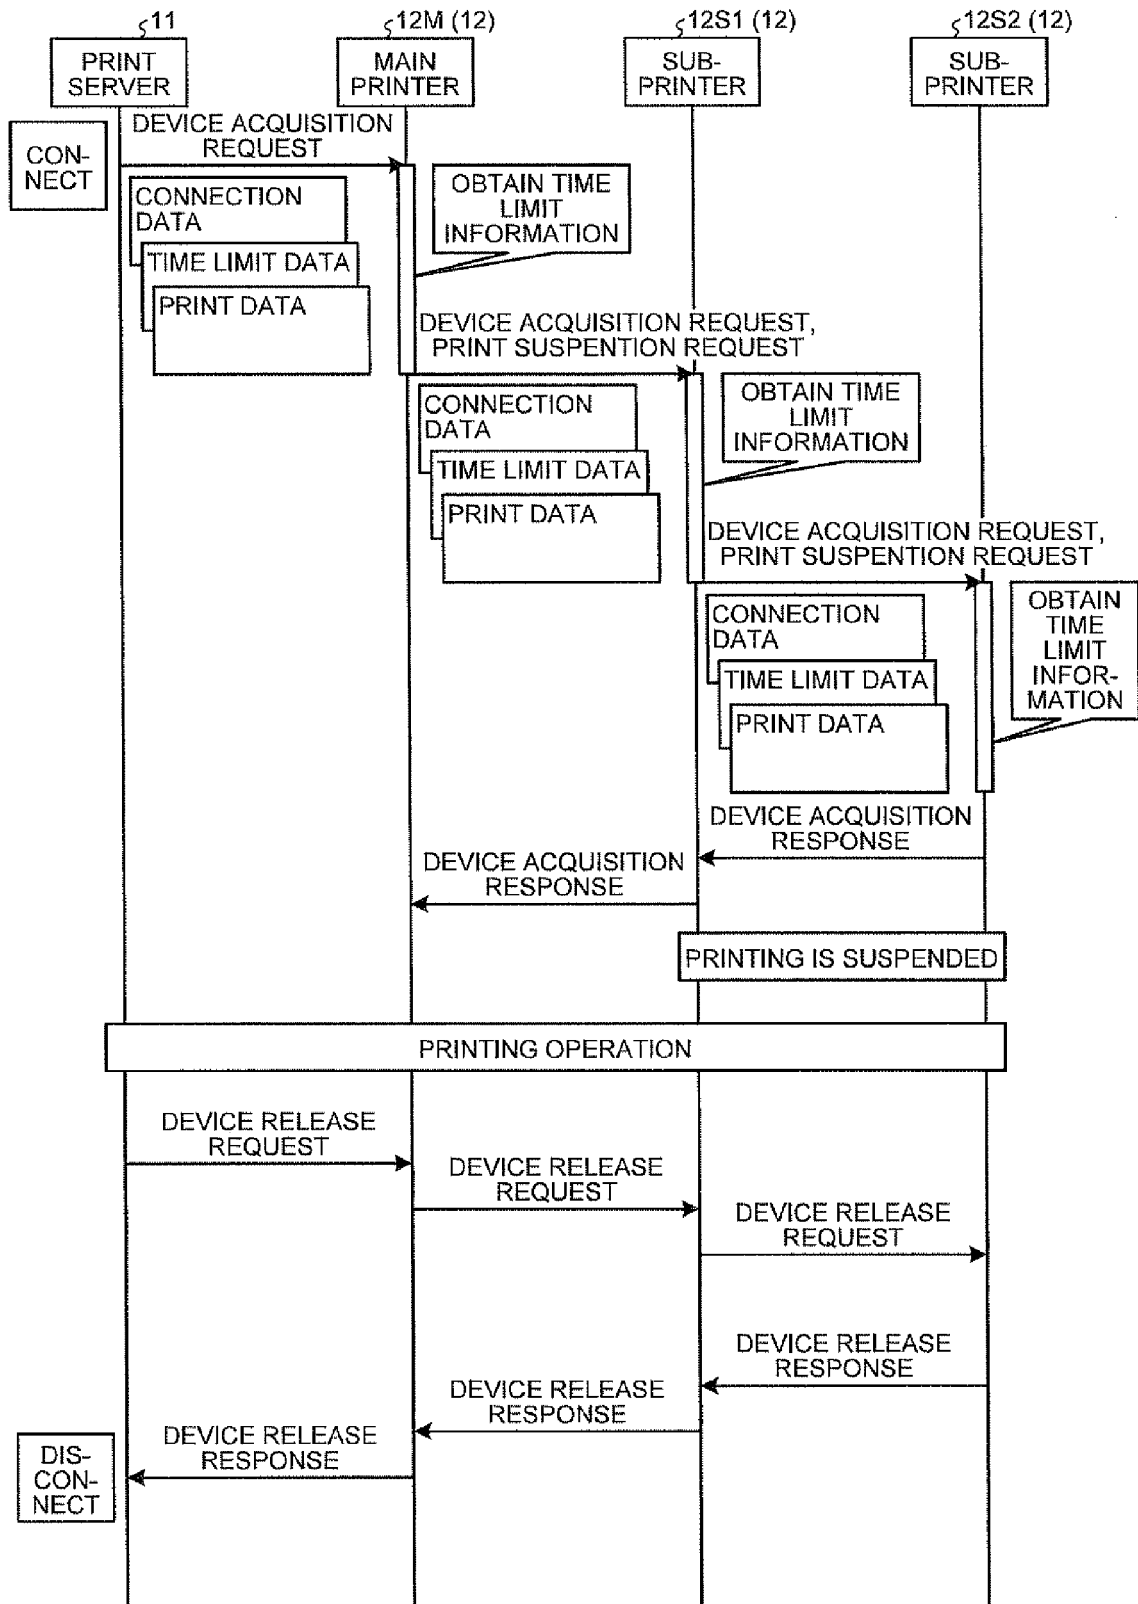 11
12M (12)
12S1 (12)
12S2 (12)
PRINT
SERVER
MAIN
PRINTER
SUB-
PRINTER
SUB-
PRINTER
CON-
NECT
DEVICE ACQUISITION
REQUEST
CONNECTION
DATA
TIME LIMIT DATA
PRINT DATA
OBTAIN TIME
LIMIT
INFORMATION
DEVICE ACQUISITION REQUEST,
PRINT SUSPENTION REQUEST
CONNECTION
DATA
TIME LIMIT DATA
PRINT DATA
OBTAIN TIME
LIMIT
INFORMATION
DEVICE ACQUISITION REQUEST,
PRINT SUSPENTION REQUEST
CONNECTION
DATA
TIME LIMIT DATA
PRINT DATA
OBTAIN
TIME
LIMIT
INFOR-
MATION
DEVICE ACQUISITION
RESPONSE
DEVICE ACQUISITION
RESPONSE
PRINTING IS SUSPENDED
PRINTING OPERATION
DEVICE RELEASE
REQUEST
DEVICE RELEASE
REQUEST
DEVICE RELEASE
REQUEST
DEVICE RELEASE
RESPONSE
DEVICE RELEASE
RESPONSE
DEVICE RELEASE
RESPONSE
DIS-
CON-
NECT